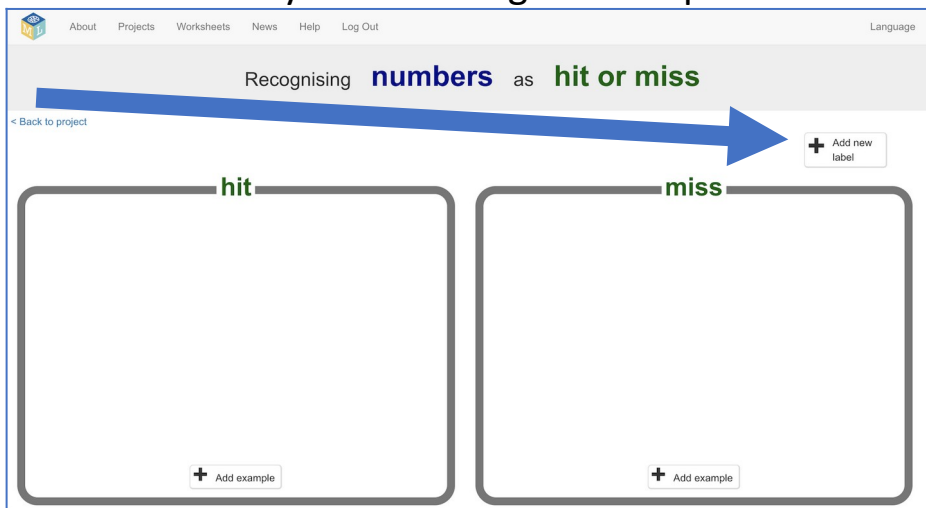 About Projects Worksheets News Help Log Out Language
Recognising numbers as hit or miss
< Back to project
Add new
label
hit miss
Add example Add example